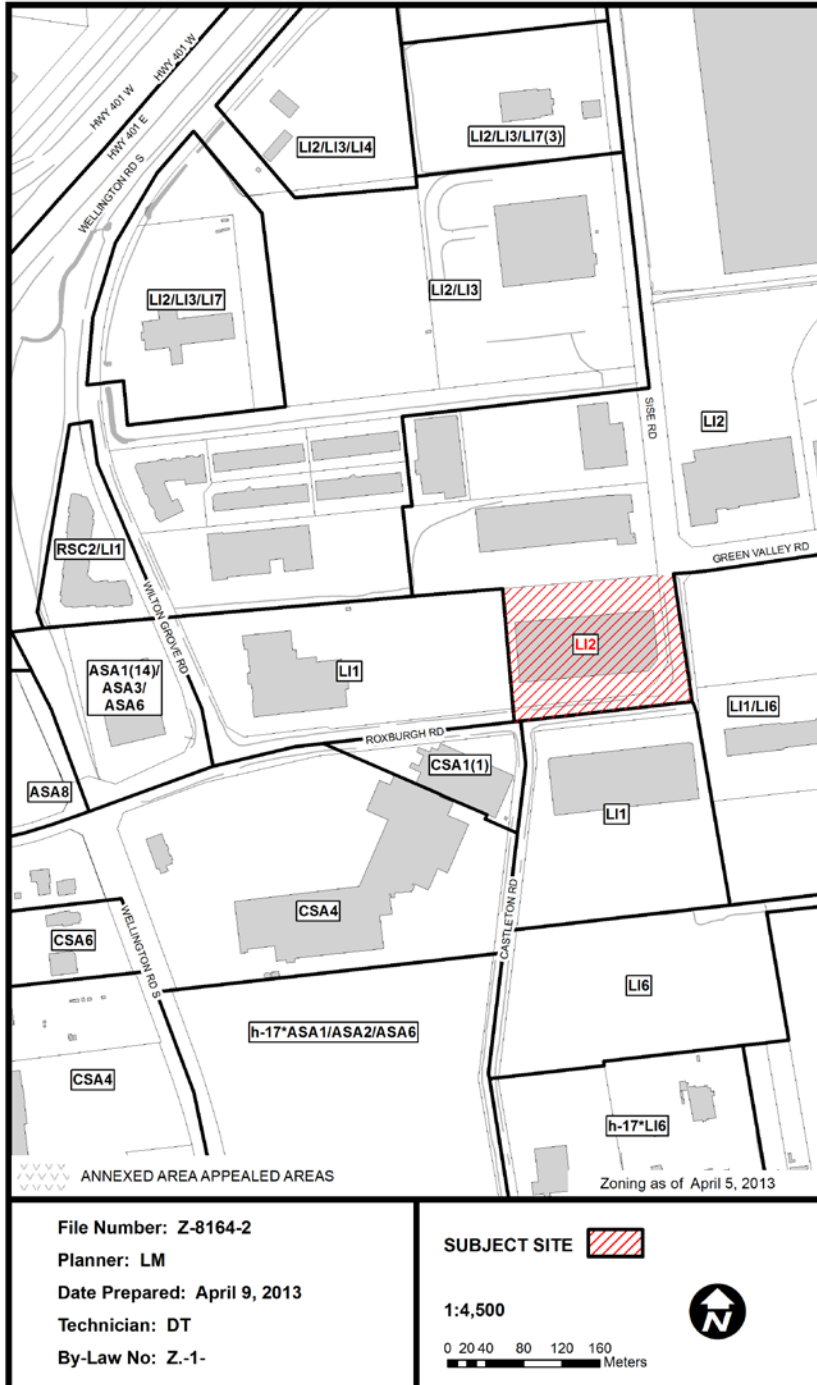 HWY 401 W
HWY 401 W
HWY 401 E
WELLINGTON RD S
LI2/LI3/LI4
LI2/LI3/LI7(3)
LI2/LI3/LI7
LI2/LI3
SISE RD
LI2
GREEN VALLEY RD
RSC2/LI1
WILTON GROVE RD
ASA1(14)/
ASA3/
ASA6
LI1
LI2
LI1/LI6
ROXBURGH RD
CSA1(1)
ASA8
LI1
CSA4
CASTLETON RD
CSA6
WELLINGTON RD S
LI6
h-17*ASA1/ASA2/ASA6
CSA4
h-17*LI6
ANNEXED AREA APPEALED AREAS
Zoning as of April 5, 2013
File Number: Z-8164-2
Planner: LM
Date Prepared: April 9, 2013
Technician: DT
By-Law No: Z.-1-
SUBJECT SITE
1:4,500
N
0 20 40 80 120 160
Meters